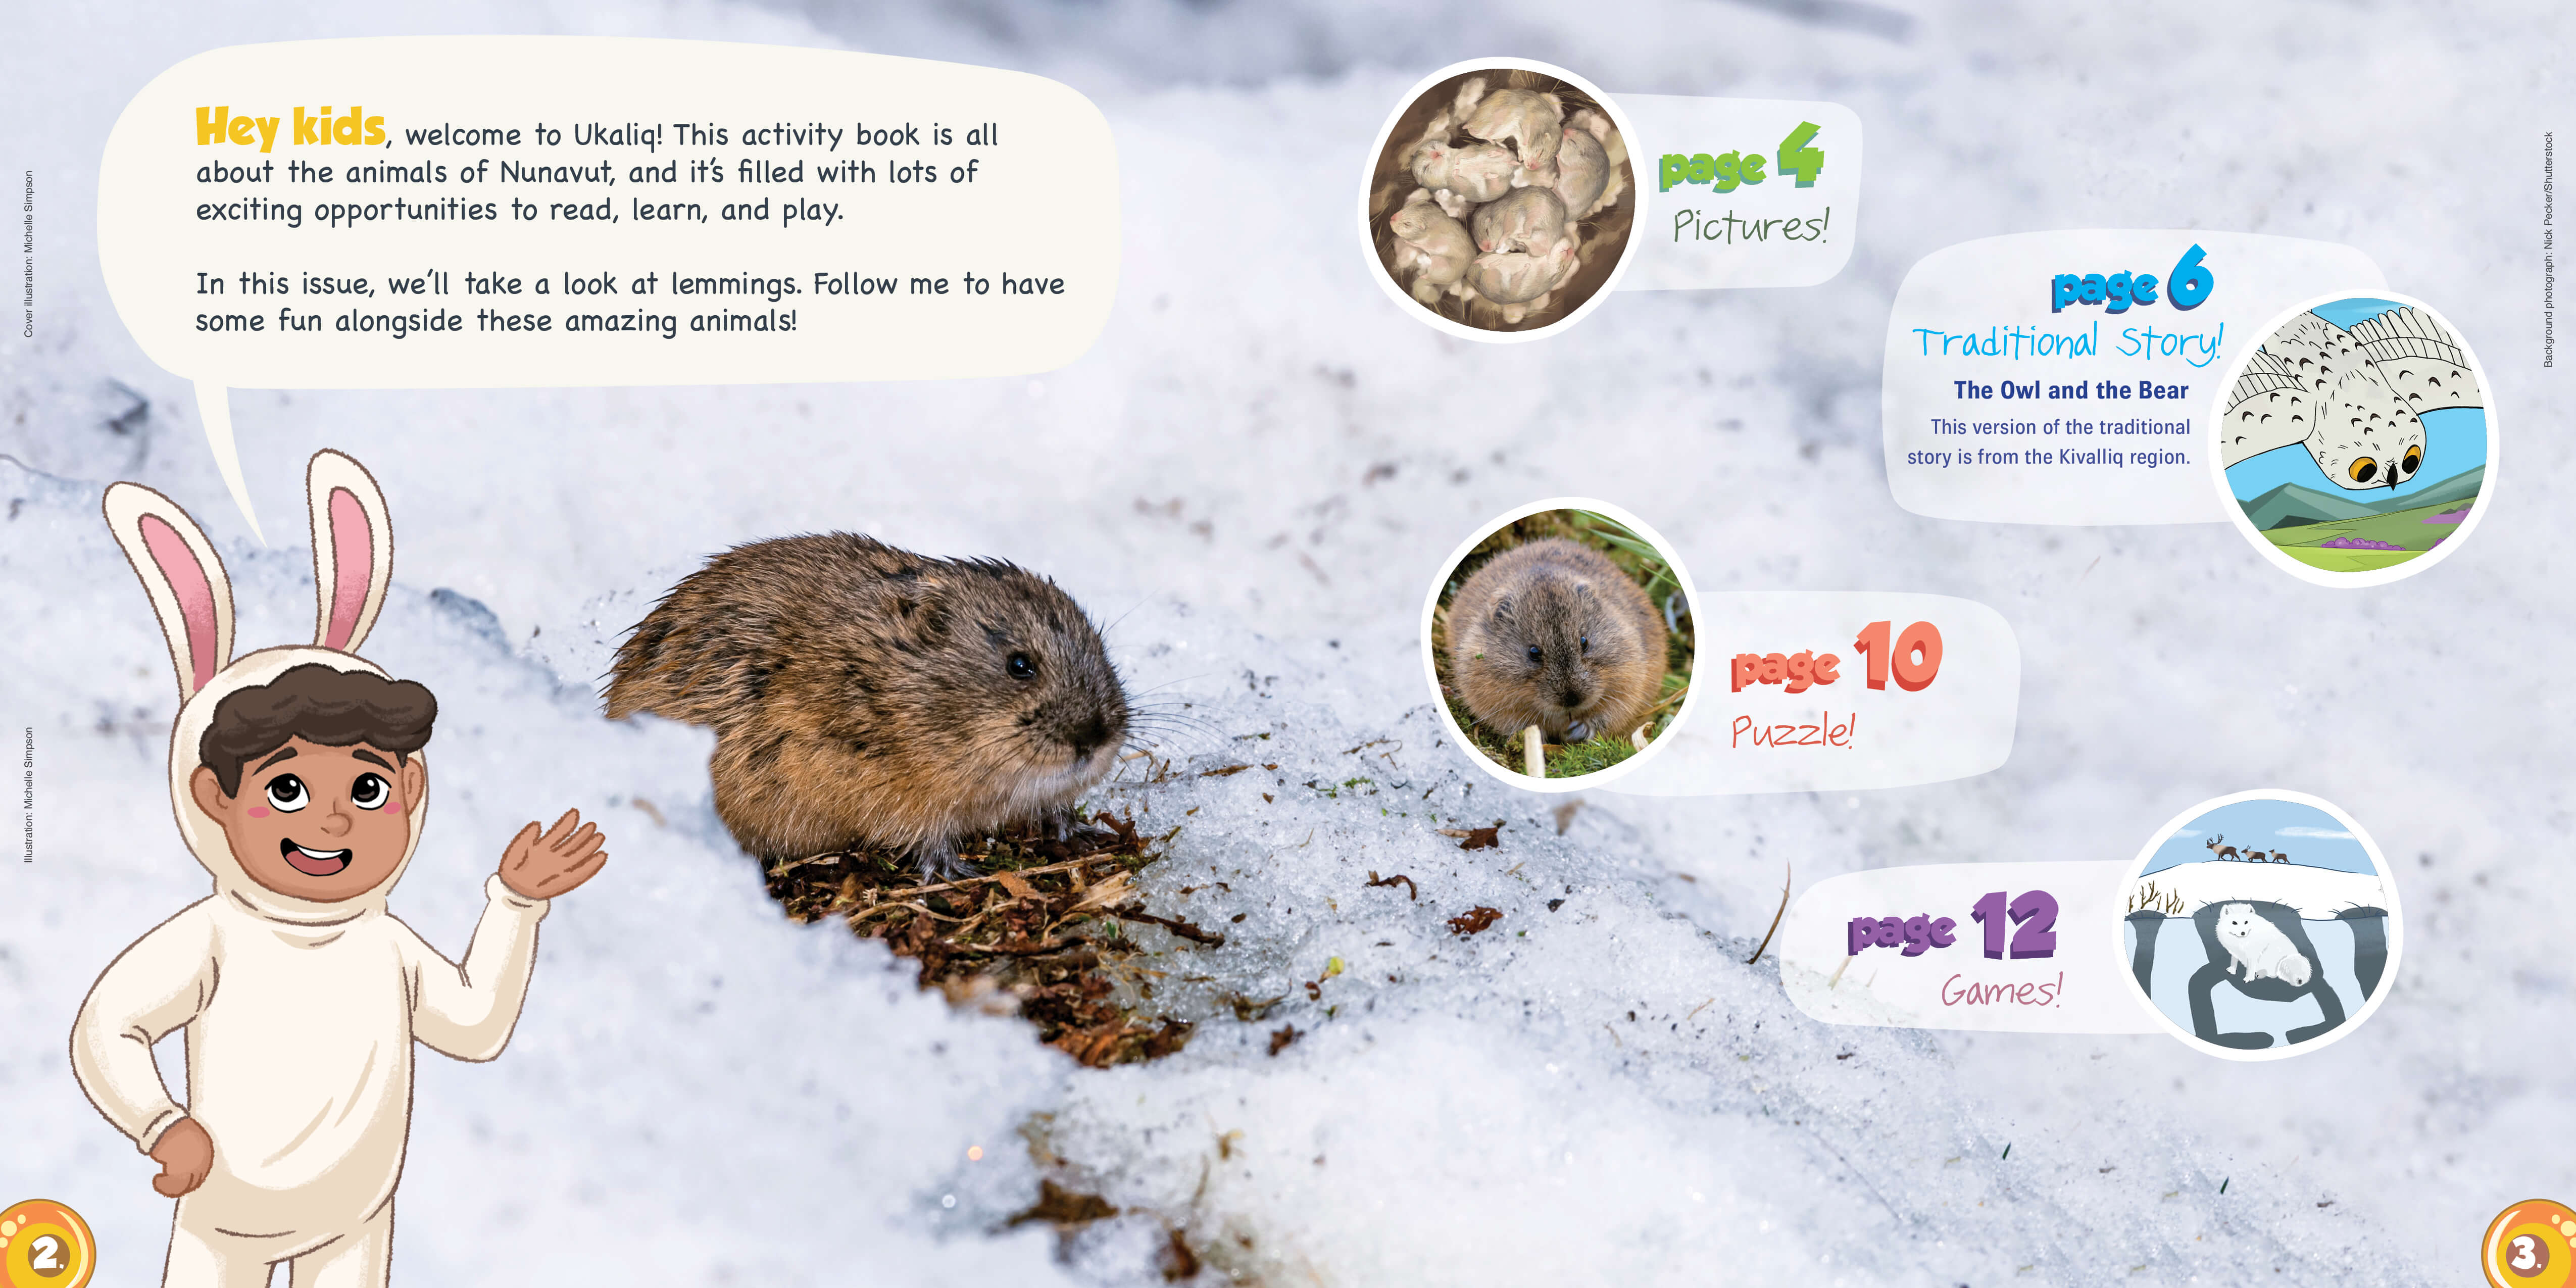 Hey kids, welcome to Ukaliq! This activity book is all
about the animals of Nunavut, and it's filled with lots of
exciting opportunities to read, learn, and play.
In this issue, we'll take a look at lemmings. Follow me to have
some fun alongside these amazing animals!
Cover illustration: Michelle Simpson
Illustration: Michelle Simpson
2.
page 4
Pictures!
page 6
Traditional Story!
The Owl and the Bear
This version of the traditional
story is from the Kivalliq region.
page 10
Puzzle!
page 12
Games!
Background photograph: Nick Pecker/Shutterstock
3.